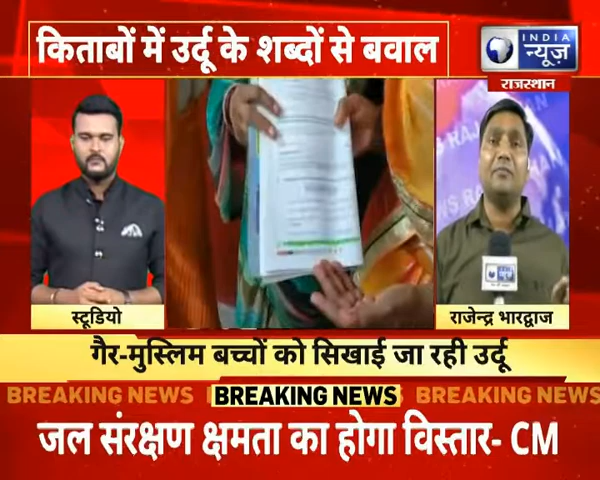 किताबों में उर्दू के शब्दों से बवाल
INDIA
न्यूज़
राजस्थान
स्टूडियो
राजेन्द्र भारद्वाज
गैर-मुस्लिम बच्चों को सिखाई जा रही उर्दू
BREAKING NEWS BREAKING NEWS BREAKING NEWS
जल संरक्षण क्षमता का होगा विस्तार- CM